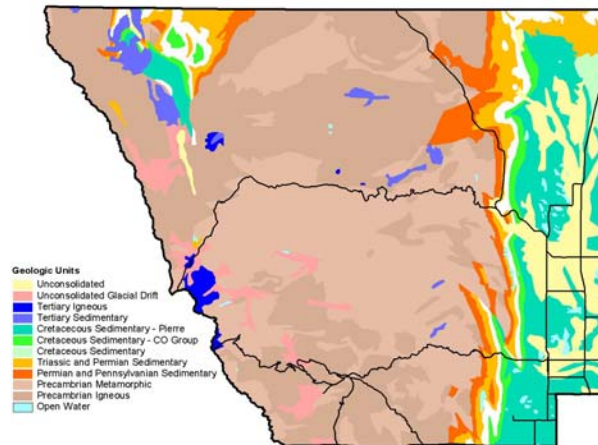 Geologic Units
Unconsolidated
Unconsolidated Glacial Drift
Tertiary Igneous
Tertiary Sedimentary
Cretacecous Sedimentary - Pierre
Cretaceous Sedimentary - CO Group
Cretaceous Sedimentary
Triassic and Permian Sedimentary
Permian and Pennsylvanian Sedimentary
Precambrian Metamorphic
Precambrian Igneous
Open Water